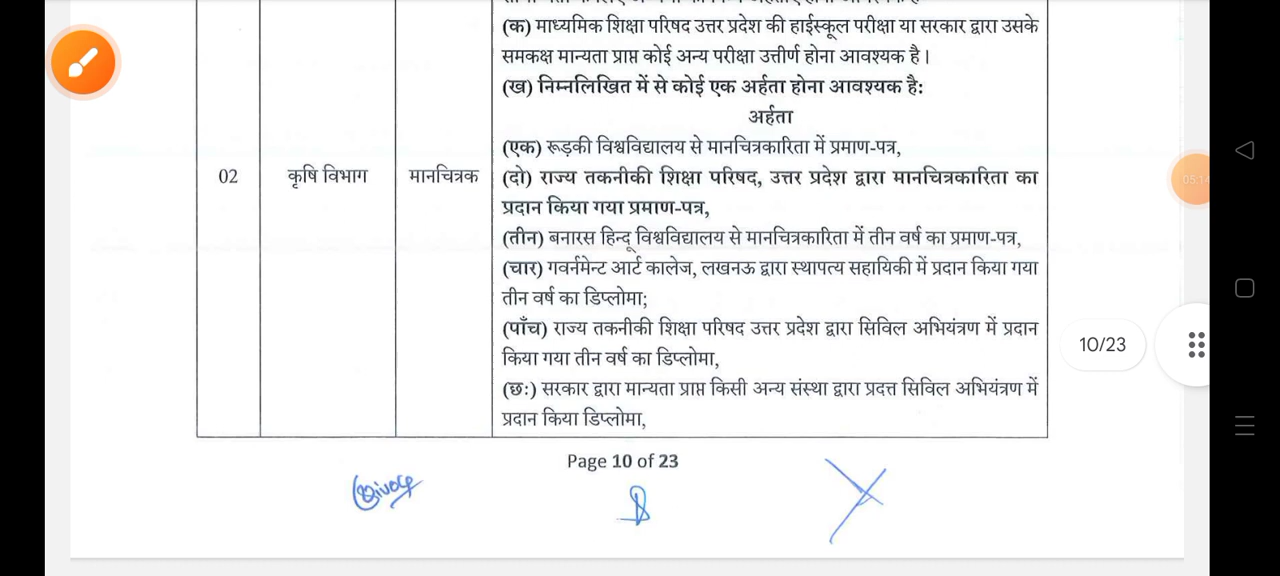 (क) माध्यमिक शिक्षा परिषद उत्तर प्रदेश की हाईस्कूल परीक्षा या सरकार द्वारा उसके
समकक्ष मान्यता प्राप्त कोई अन्य परीक्षा उत्तीर्ण होना आवश्यक है।
(ख) निम्नलिखित में से कोई एक अर्हता होना आवश्यक है:
अर्हता
(एक) रूड़की विश्वविद्यालय से मानचित्रकारिता में प्रमाण-पत्र,
02 कृषि विभाग मानचित्रक (दो) राज्य तकनीकी शिक्षा परिषद, उत्तर प्रदेश द्वारा मानचित्रकारिता का
05:14
प्रदान किया गया प्रमाण-पत्र,
(तीन) बनारस हिन्दू विश्वविद्यालय से मानचित्रकारिता में तीन वर्ष का प्रमाण-पत्र,
(चार) गवर्नमेन्ट आर्ट कालेज, लखनऊ द्वारा स्थापत्य सहायिकी में प्रदान किया गया
तीन वर्ष का डिप्लोमा;
(पाँच) राज्य तकनीकी शिक्षा परिषद उत्तर प्रदेश द्वारा सिविल अभियंत्रण में प्रदान
10/23
किया गया तीन वर्ष का डिप्लोमा,
(छः) सरकार द्वारा मान्यता प्राप्त किसी अन्य संस्था द्वारा प्रदत्त सिविल अभियंत्रण में
प्रदान किया डिप्लोमा,
Page 10 of 23